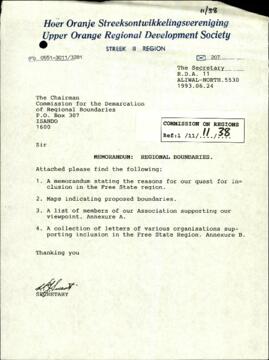 11/38
Hoer Oranje Streeksontwikkelingsvereniging
Upper Orange Regional Development Society
STREEK II REGION
0551-3011/3281
207
The Secretary
R.D.A. 11
ALIWAL-NORTH.5530
1993.06.24
The Chairman
Commission for the Demarcation
of Regional Boundaries
P.O. Box 307
ISANDO
1600
COMMISSION ON REGIONS
Ref:1 /11/ 11/38
Sir
MEMORANDUM: REGIONAL BOUNDARIES.
Attached please find the following:
1. A memorandum stating the reasons for our quest for in-
clusion in the Free State region.
2. Maps indicating proposed boundaries.
3. A list of members of our Association supporting our
viewpoint. Annexure A.
4. A collection of letters of various organisations sup-
porting inclusion in the Free State Region. Annexure B.
Thanking you
SECRETARY